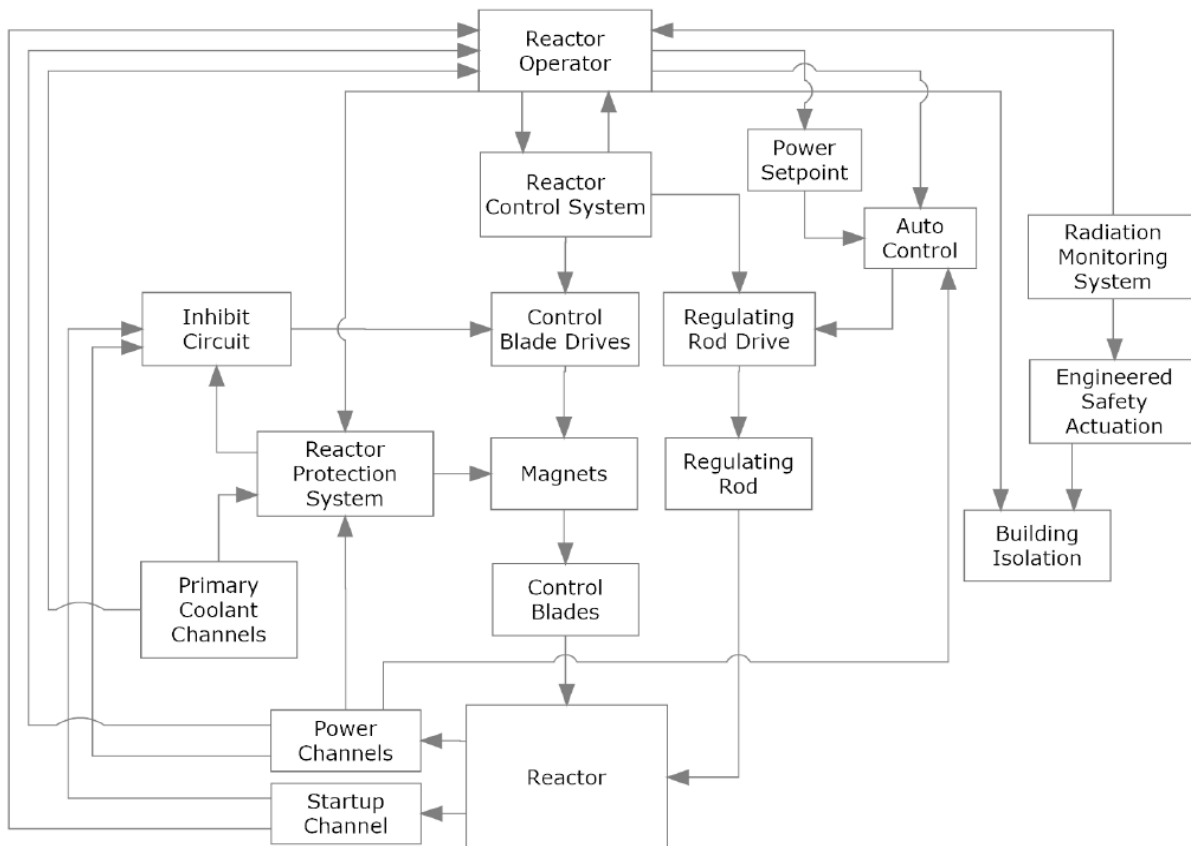 Reactor
Operator
Power
Setpoint
Reactor
Control System
Auto
Control
Radiation
Monitoring
System
Inhibit
Circuit
Control
Blade Drives
Regulating
Rod Drive
Engineered
Safety
Actuation
Reactor
Protection
System
Magnets
Regulating
Rod
Building
Isolation
Primary
Coolant
Channels
Control
Blades
Power
Channels
Reactor
Startup
Channel